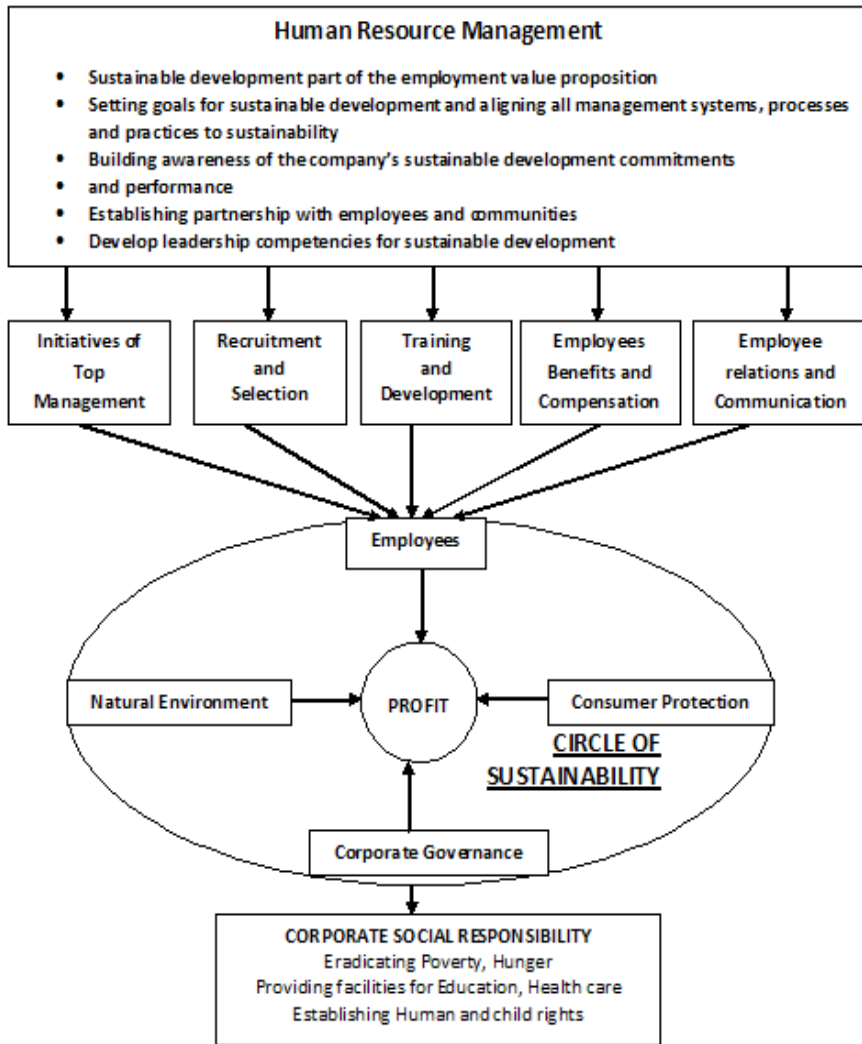 Human Resource Management
• Sustainable development part of the employment value proposition
• Setting goals for sustainable development and aligning all management systems, processes
and practices to sustainability
• Building awareness of the company's sustainable development commitments
• and performance
• Establishing partnership with employees and communities
• Develop leadership competencies for sustainable development
Initiatives of
Top
Management
Recruitment
and
Selection
Training
and
Development
Employees
Benefits and
Compensation
Employee
relations and
Communication
Employees
Natural Environment
PROFIT
Consumer Protection
CIRCLE OF
SUSTAINABILITY
Corporate Governance
CORPORATE SOCIAL RESPONSIBILITY
Eradicating Poverty, Hunger
Providing facilities for Education, Health care
Establishing Human and child rights